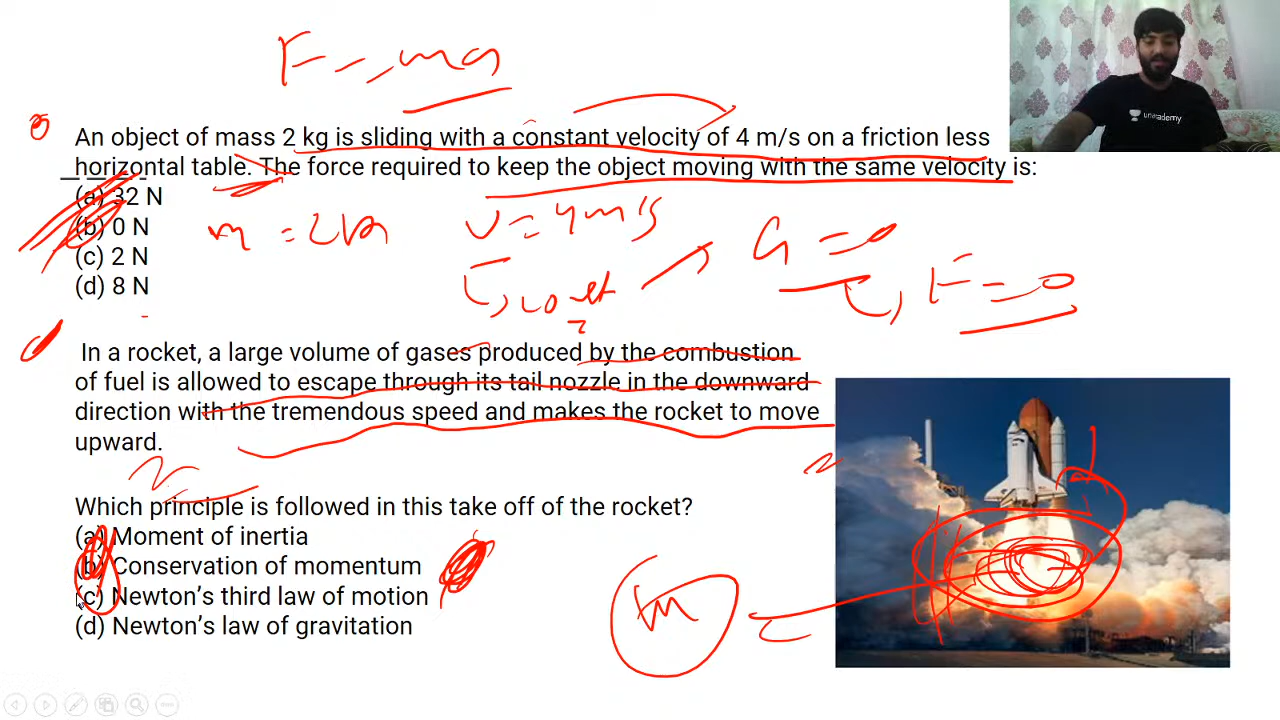 F = ma
An object of mass 2 kg is sliding with a constant velocity of 4 m/s on a friction less
horizontal table. The force required to keep the object moving with the same velocity is:
(a) 32 N
(b) 0 N
(c) 2 N
(d) 8 N
v = 4m/s
F = 0
In a rocket, a large volume of gases produced by the combustion
of fuel is allowed to escape through its tail nozzle in the downward
direction with the tremendous speed and makes the rocket to move
upward.
Which principle is followed in this take off of the rocket?
(a) Moment of inertia
(b) Conservation of momentum
(c) Newton's third law of motion
(d) Newton's law of gravitation
m
unacademy